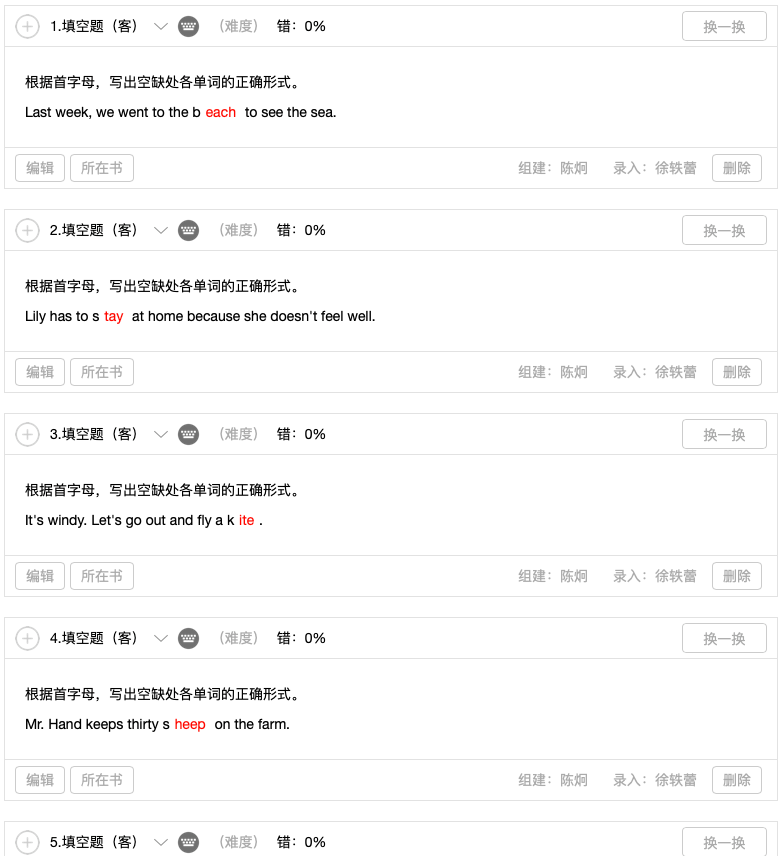 1.填空题（客） （难度） 错：0% 换一换
根据首字母，写出空缺处各单词的正确形式。
Last week, we went to the b each to see the sea.
编辑 所在书 组建：陈炯 录入：徐轶蕾 删除
2.填空题（客） （难度） 错：0% 换一换
根据首字母，写出空缺处各单词的正确形式。
Lily has to s tay at home because she doesn't feel well.
编辑 所在书 组建：陈炯 录入：徐轶蕾 删除
3.填空题（客） （难度） 错：0% 换一换
根据首字母，写出空缺处各单词的正确形式。
It's windy. Let's go out and fly a k ite .
编辑 所在书 组建：陈炯 录入：徐轶蕾 删除
4.填空题（客） （难度） 错：0% 换一换
根据首字母，写出空缺处各单词的正确形式。
Mr. Hand keeps thirty s heep on the farm.
编辑 所在书 组建：陈炯 录入：徐轶蕾 删除
5.填空题（客） （难度） 错：0% 换一换